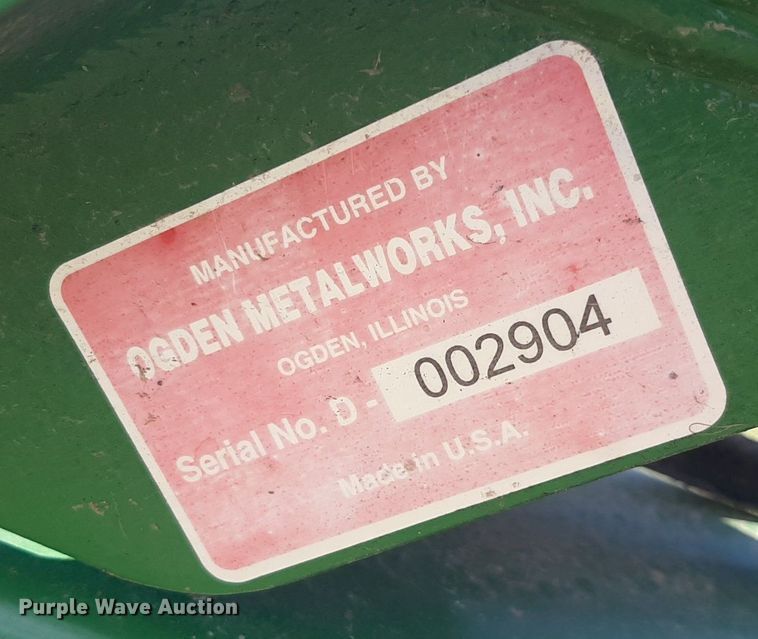 MANUFACTURED BY
OGDEN METALWORKS, INC.
OGDEN, ILLINOIS
Serial No. D - 002904
Made in U.S.A.
Purple Wave Auction